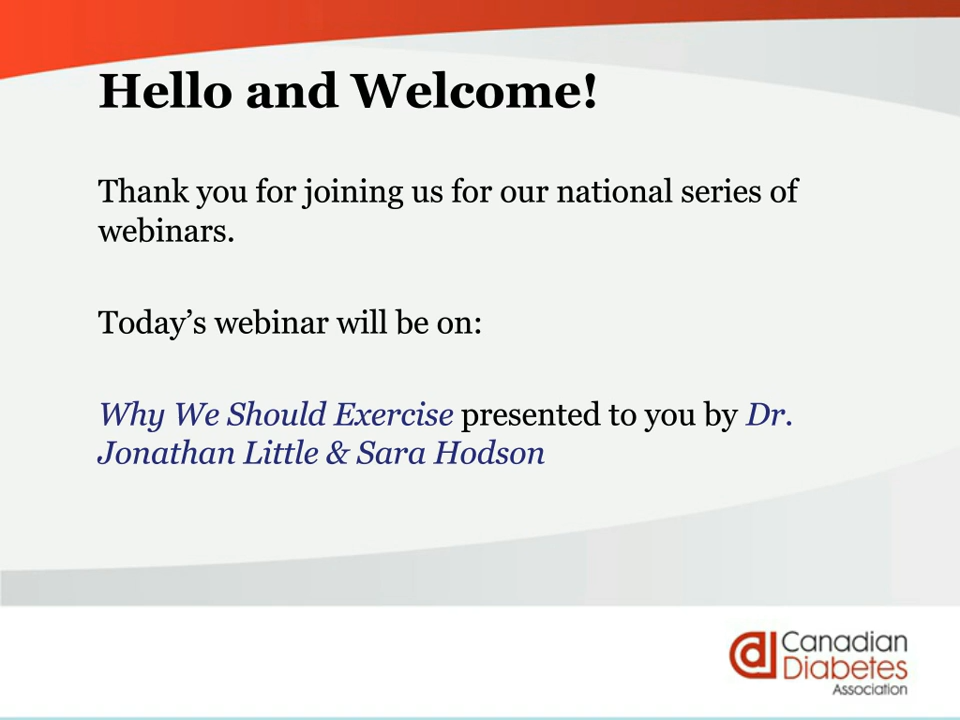 Hello and Welcome!
Thank you for joining us for our national series of
webinars.
Today's webinar will be on:
Why We Should Exercise presented to you by Dr.
Jonathan Little & Sara Hodson
Canadian
Diabetes
Association